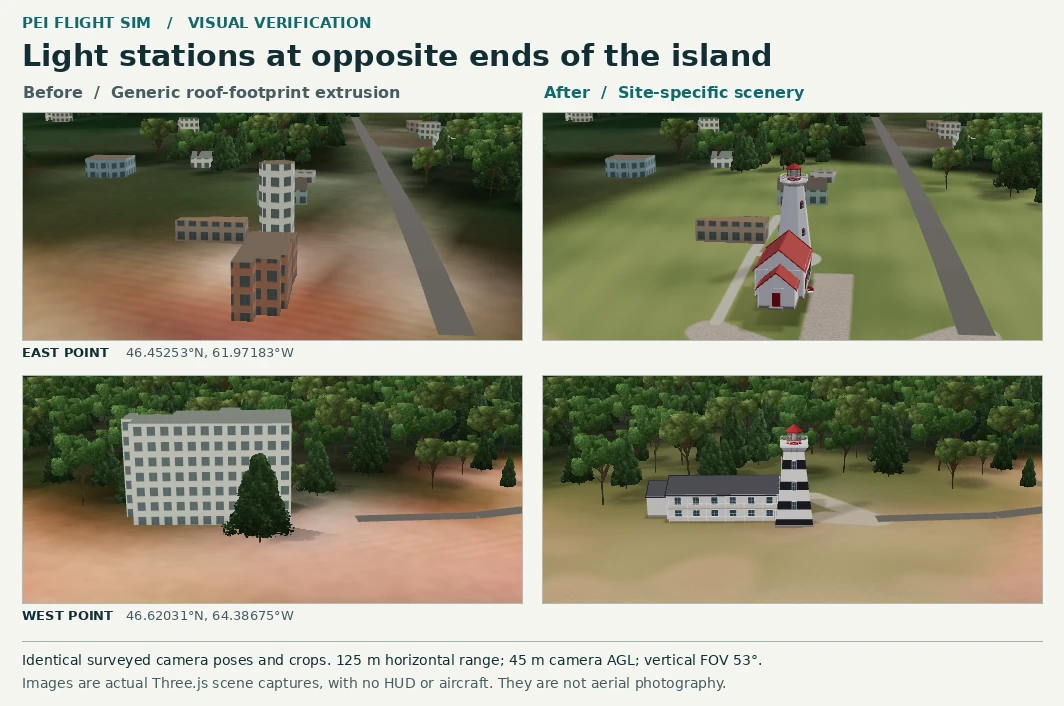 PEI FLIGHT SIM / VISUAL VERIFICATION
Light stations at opposite ends of the island
Before / Generic roof-footprint extrusion
After / Site-specific scenery
EAST POINT 46.45253°N, 61.97183°W
WEST POINT 46.62031°N, 64.38675°W
Identical surveyed camera poses and crops. 125 m horizontal range; 45 m camera AGL; vertical FOV 53°.
Images are actual Three.js scene captures, with no HUD or aircraft. They are not aerial photography.